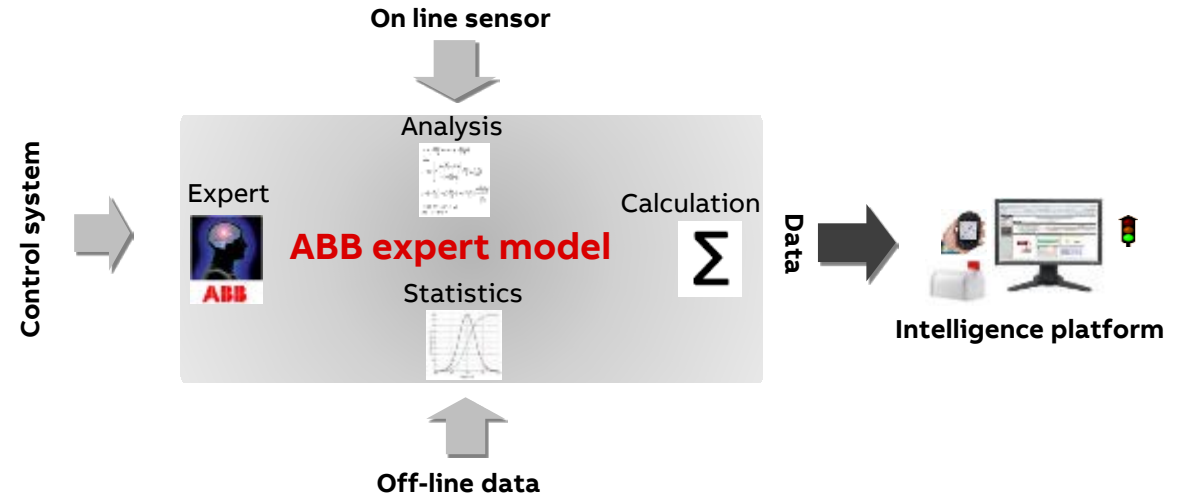 On line sensor
Control system
Analysis
Expert
ABB
ABB expert model
Calculation
Σ
Statistics
Data
Intelligence platform
Off-line data